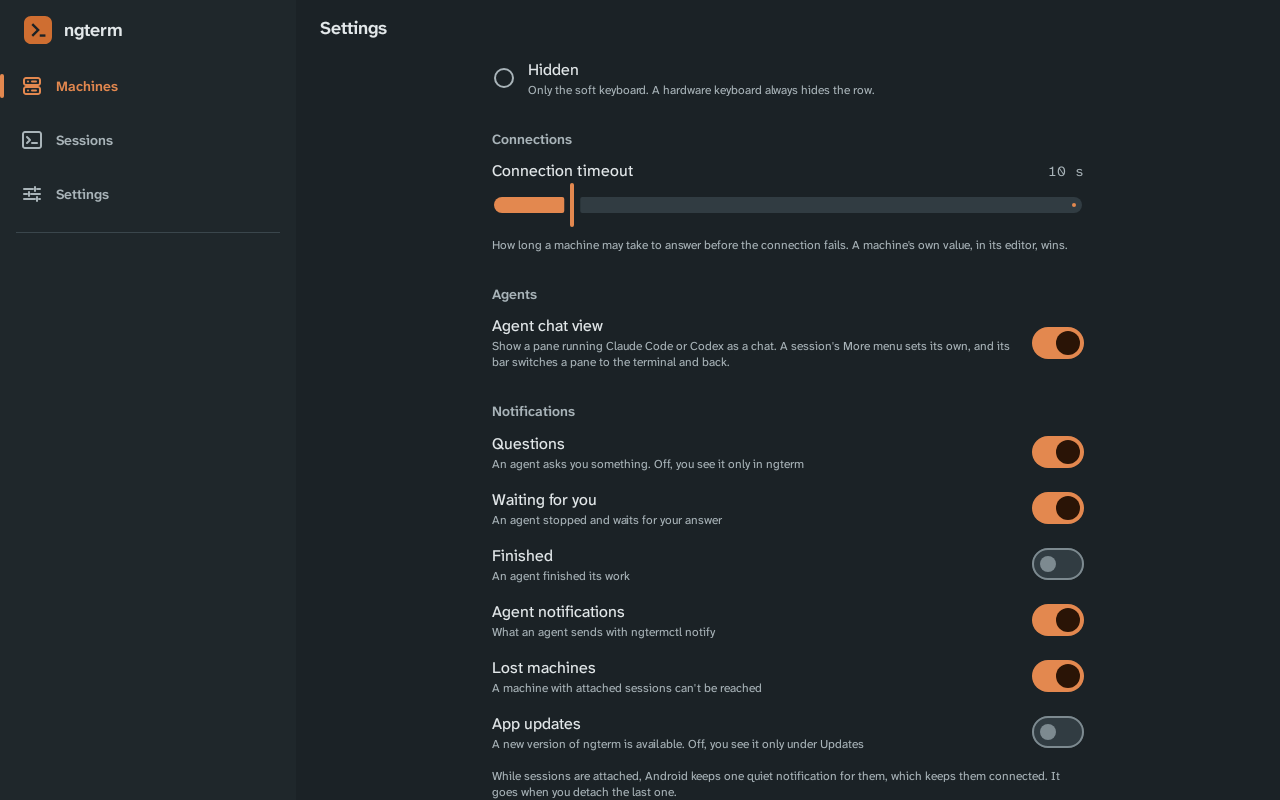 ngterm
Machines
Sessions
Settings
Settings
Hidden
Only the soft keyboard. A hardware keyboard always hides the row.
Connections
Connection timeout
10 s
How long a machine may take to answer before the connection fails. A machine's own value, in its editor, wins.
Agents
Agent chat view
Show a pane running Claude Code or Codex as a chat. A session's More menu sets its own, and its
bar switches a pane to the terminal and back.
Notifications
Questions
An agent asks you something. Off, you see it only in ngterm
Waiting for you
An agent stopped and waits for your answer
Finished
An agent finished its work
Agent notifications
What an agent sends with ngtermctl notify
Lost machines
A machine with attached sessions can't be reached
App updates
A new version of ngterm is available. Off, you see it only under Updates
While sessions are attached, Android keeps one quiet notification for them, which keeps them connected. It
goes when you detach the last one.